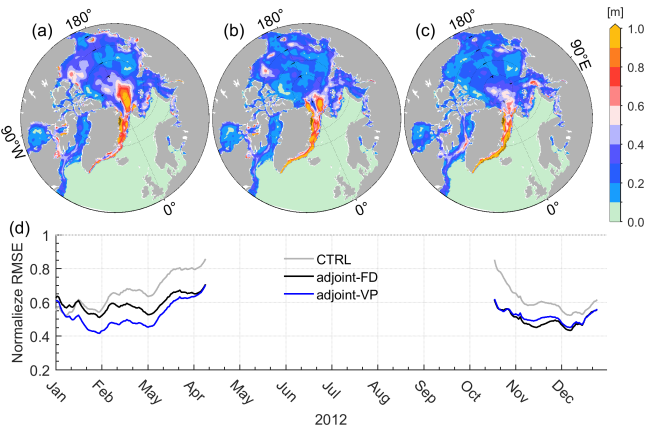 (a) 180° (b) 180° (c) 180° [m]
1.0
90°E
0.8
0.6
0.4
0.2
0.0
90°W
0° 0° 0°
(d)
1
0.8
0.6
0.4
0.2
Normalieze RMSE
CTRL
adjoint-FD
adjoint-VP
Jan Feb Mar Apr May Jun Jul Aug Sep Oct Nov Dec
2012